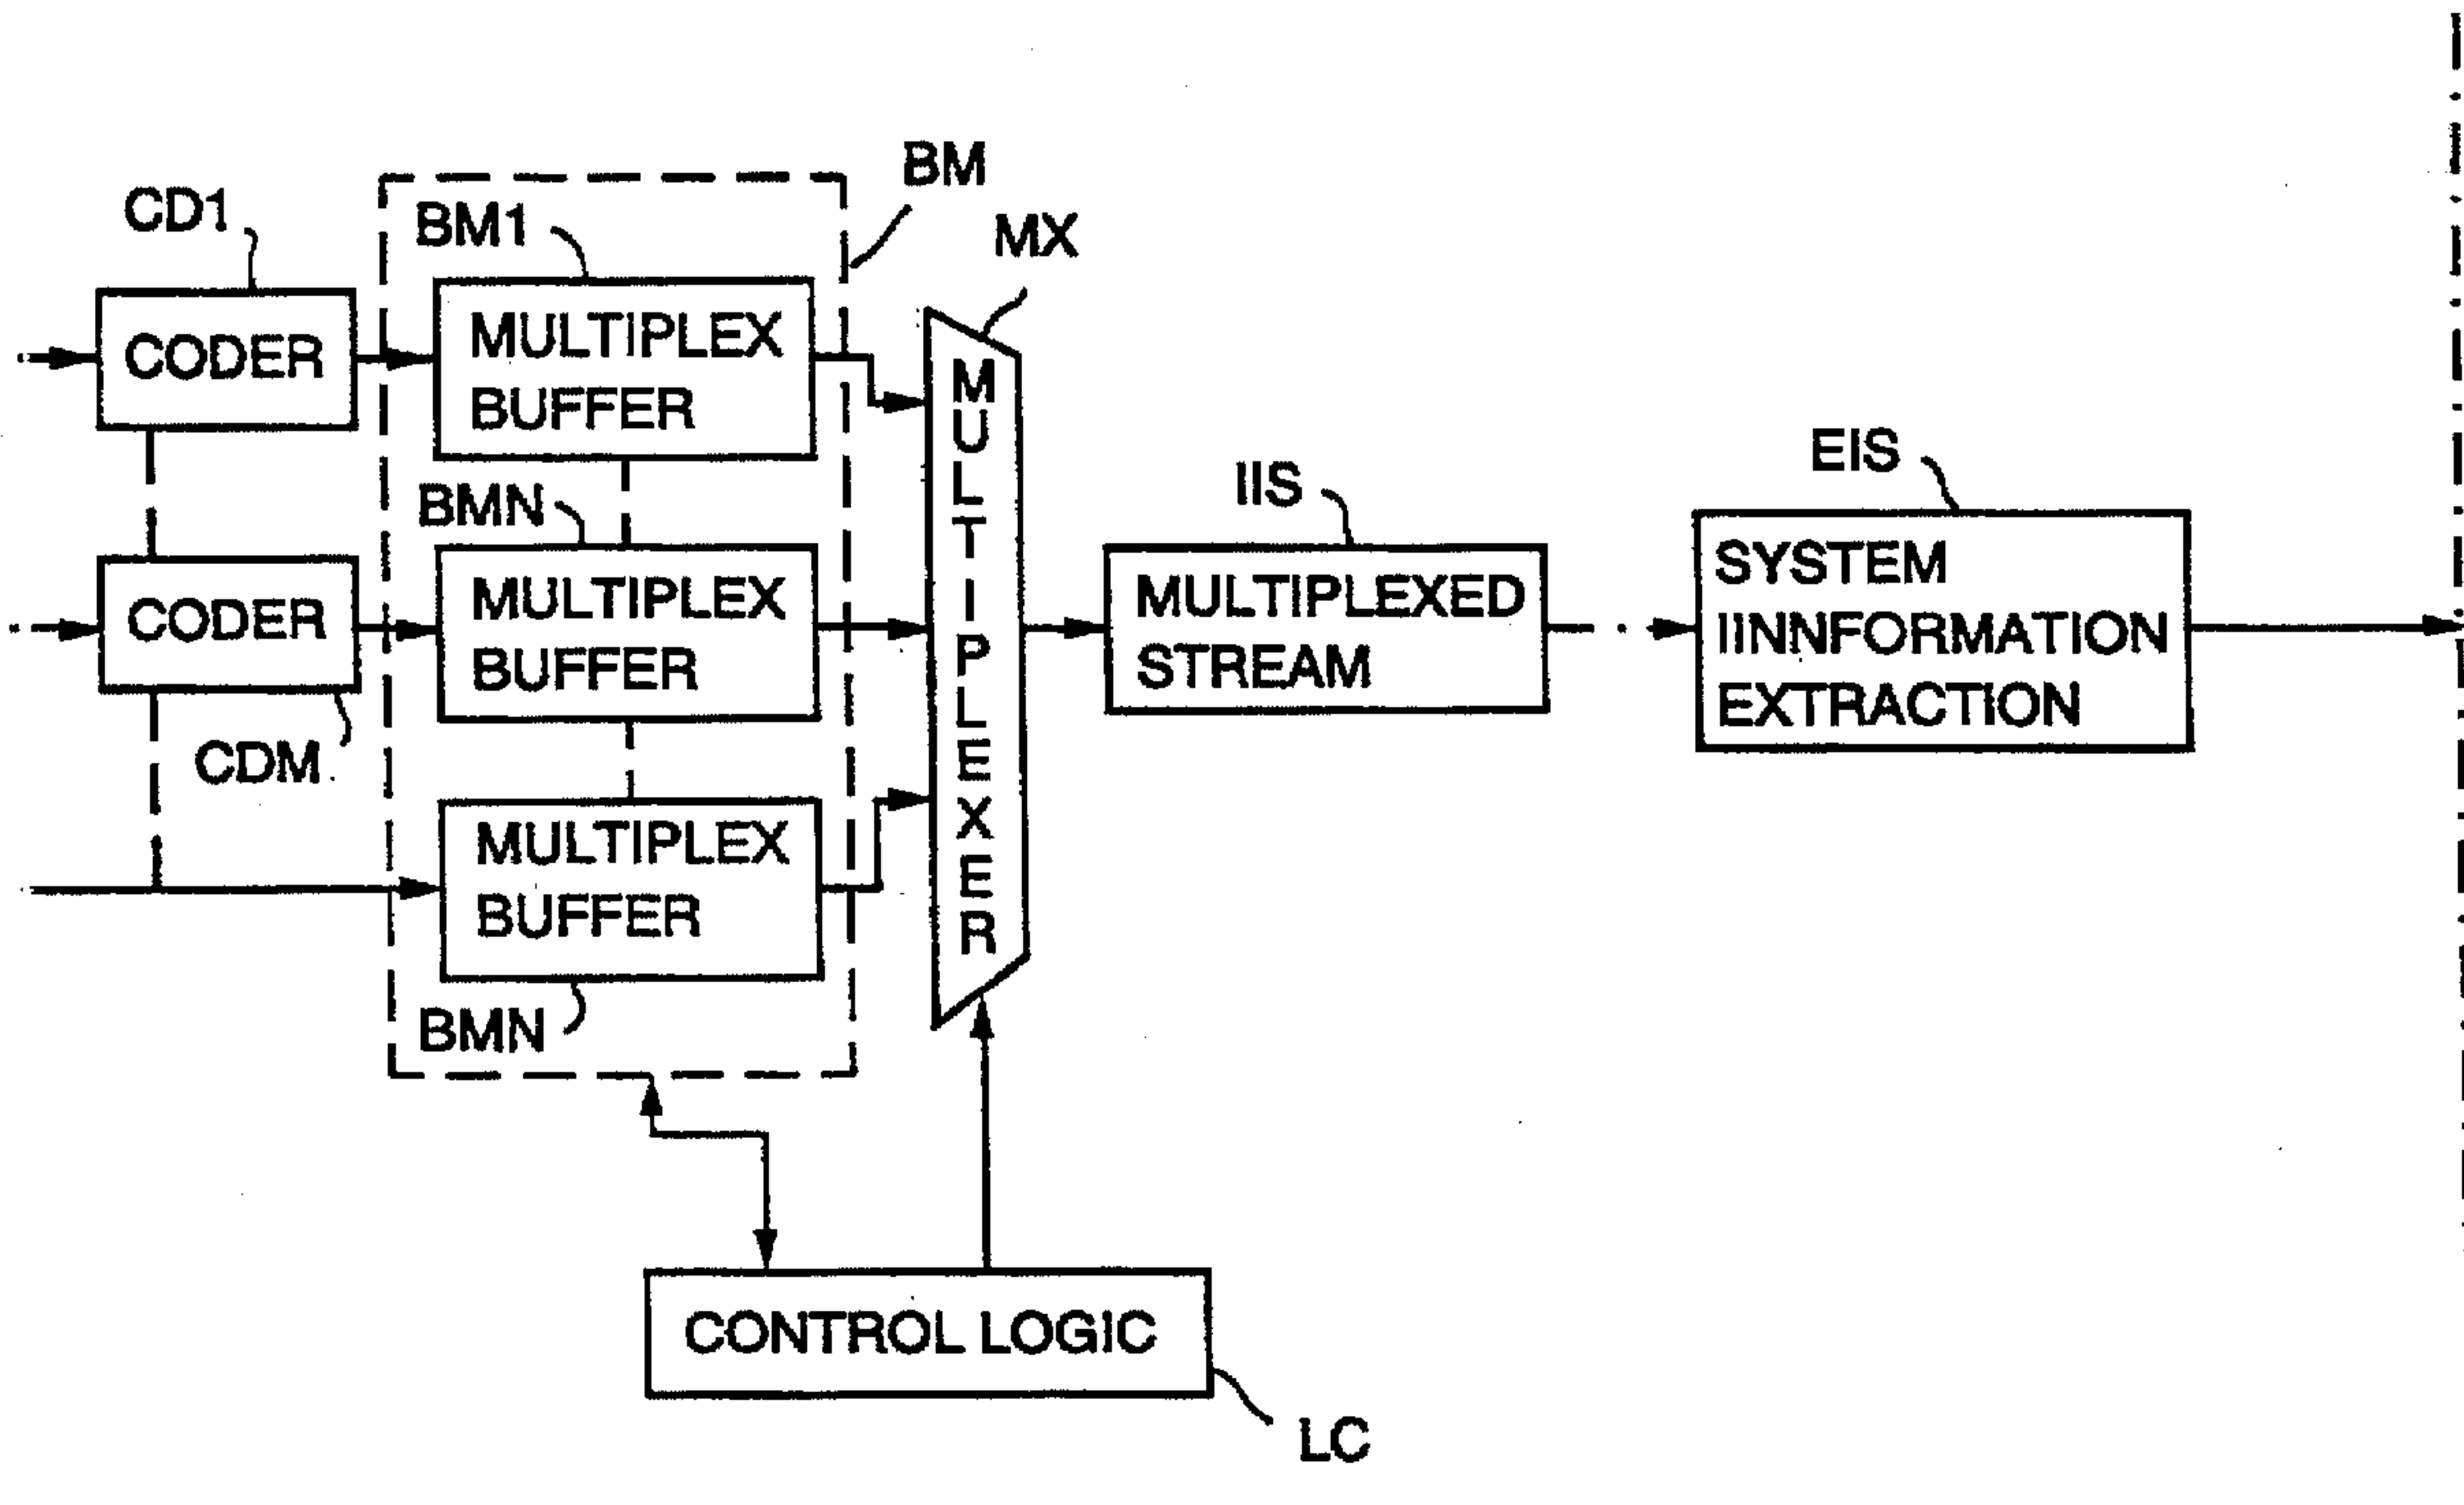 BM
CD1
BM1
MX
CODER
MULTIPLEX
BUFFER
MULTIPLEXER
EIS
IIS
BMN
SYSTEM
IINNFORMATION
EXTRACTION
CODER
MULTIPLEX
BUFFER
MULTIPLEXED
STREAM
CDM
MULTIPLEX
BUFFER
BMN
CONTROL LOGIC
LC